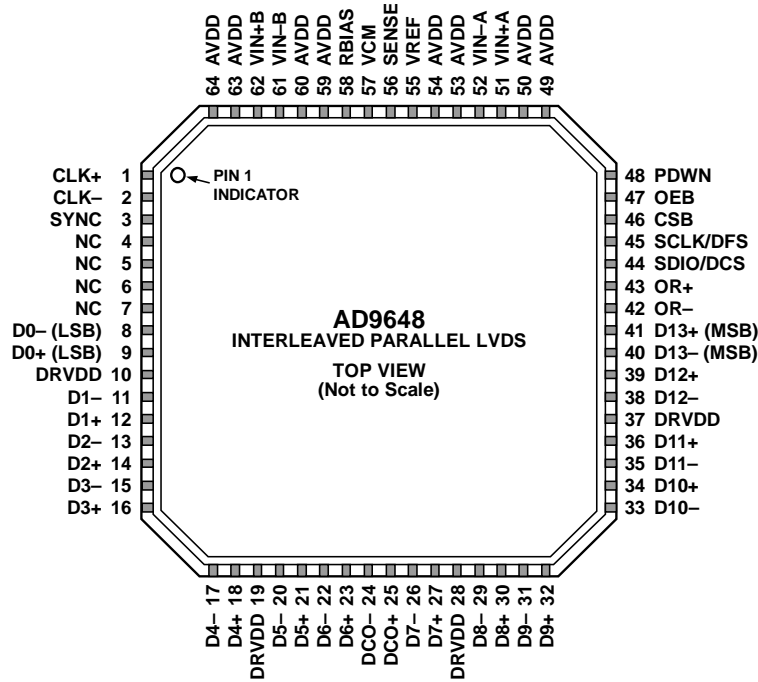 64 AVDD
63 AVDD
62 VIN+B
61 VIN–B
60 AVDD
59 AVDD
58 RBIAS
57 VCM
56 SENSE
55 VREF
54 AVDD
53 AVDD
52 VIN–A
51 VIN+A
50 AVDD
49 AVDD
CLK+ 1
CLK– 2
SYNC 3
NC 4
NC 5
NC 6
NC 7
D0– (LSB) 8
D0+ (LSB) 9
DRVDD 10
D1– 11
D1+ 12
D2– 13
D2+ 14
D3– 15
D3+ 16
PIN 1
INDICATOR
AD9648
INTERLEAVED PARALLEL LVDS
TOP VIEW
(Not to Scale)
48 PDWN
47 OEB
46 CSB
45 SCLK/DFS
44 SDIO/DCS
43 OR+
42 OR–
41 D13+ (MSB)
40 D13– (MSB)
39 D12+
38 D12–
37 DRVDD
36 D11+
35 D11–
34 D10+
33 D10–
D4– 17
D4+ 18
DRVDD 19
D5– 20
D5+ 21
D6– 22
D6+ 23
DCO– 24
DCO+ 25
D7– 26
D7+ 27
DRVDD 28
D8– 29
D8+ 30
D9– 31
D9+ 32